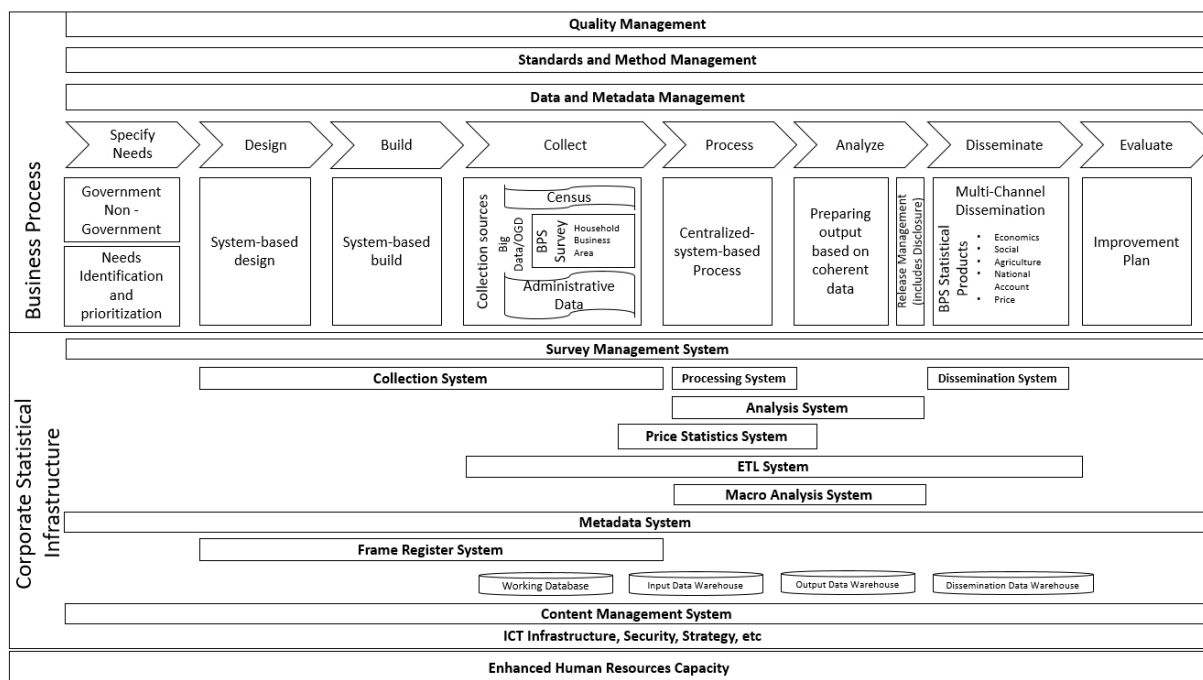 Quality Management
Standards and Method Management
Data and Metadata Management
Business Process
Specify
Needs
Design
Build
Collect
Process
Analyze
Disseminate
Evaluate
Government
Non -
Government
Needs
Identification and
prioritization
System-based
design
System-based
build
Collection sources
Census
Big
Data/OGD
BPS
Survey
Household
Business
Area
Administrative
Data
Centralized-
system-based
Process
Preparing
output
based on
coherent
data
Release Management
(includes Disclosure)
Multi-Channel
Dissemination
BPS Statistical
Products
• Economics
• Social
• Agriculture
• National
Account
• Price
Improvement
Plan
Corporate Statistical
Infrastructure
Survey Management System
Collection System
Processing System
Dissemination System
Analysis System
Price Statistics System
ETL System
Macro Analysis System
Metadata System
Frame Register System
Working Database
Input Data Warehouse
Output Data Warehouse
Dissemination Data Warehouse
Content Management System
ICT Infrastructure, Security, Strategy, etc
Enhanced Human Resources Capacity